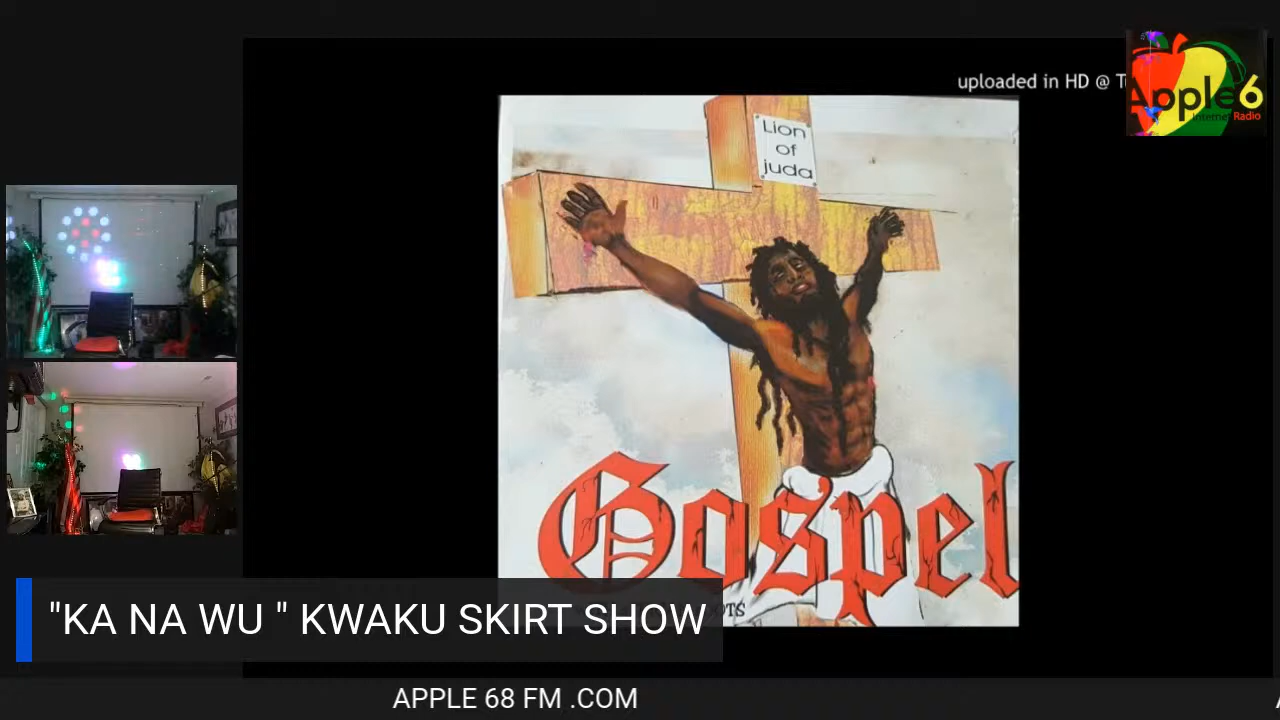 uploaded in HD @
Apple6
Internet Radio
Lion
of
juda
Gospel
"KA NA WU " KWAKU SKIRT SHOW
APPLE 68 FM .COM